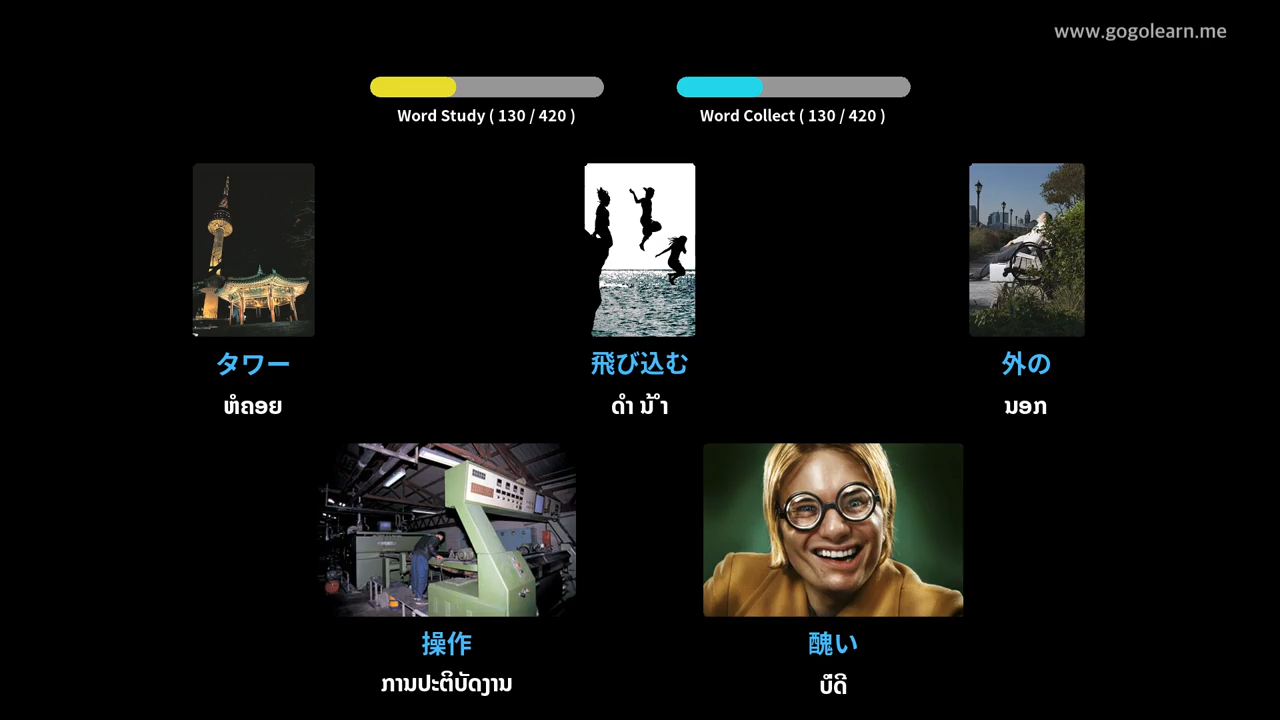 www.gogolearn.me
Word Study ( 130 / 420 )
Word Collect ( 130 / 420 )
タワー
飛び込む
外の
ຫໍຄອຍ
ດຳ ນ້ຳ
ນອກ
操作
醜い
ການປະຕິບັດງານ
ບໍ່ດີ